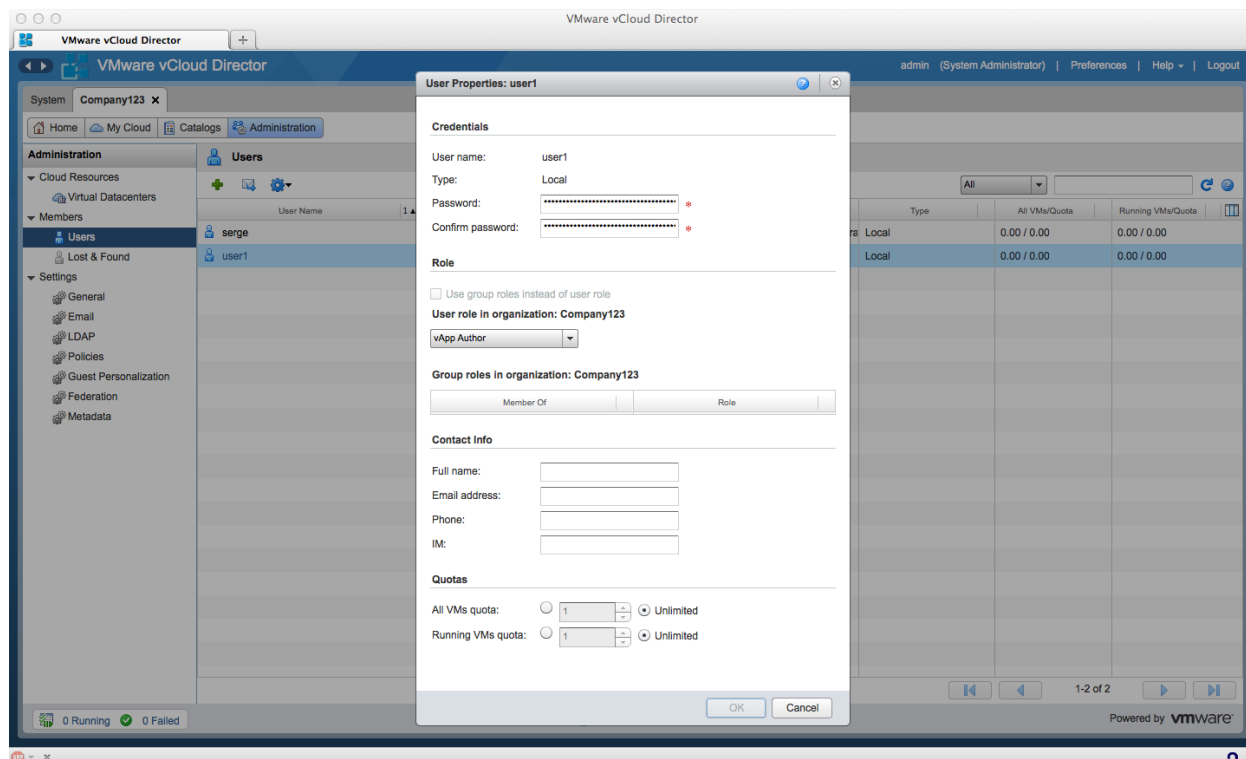 VMware vCloud Director
VMware vCloud Director
VMware vCloud Director
admin (System Administrator) | Preferences | Help | Logout
System Company123
Home My Cloud Catalogs Administration
Administration
Cloud Resources
Virtual Datacenters
Members
Users
Lost & Found
Settings
General
Email
LDAP
Policies
Guest Personalization
Federation
Metadata
Users
All
User Name 1 Type All VMs/Quota Running VMs/Quota
serge Local 0.00 / 0.00 0.00 / 0.00
user1 Local 0.00 / 0.00 0.00 / 0.00
User Properties: user1
Credentials
User name: user1
Type: Local
Password: *
Confirm password: *
Role
Use group roles instead of user role
User role in organization: Company123
vApp Author
Group roles in organization: Company123
Member Of Role
Contact Info
Full name:
Email address:
Phone:
IM:
Quotas
All VMs quota: 1 Unlimited
Running VMs quota: 1 Unlimited
OK Cancel
1-2 of 2
0 Running 0 Failed
Powered by vmware